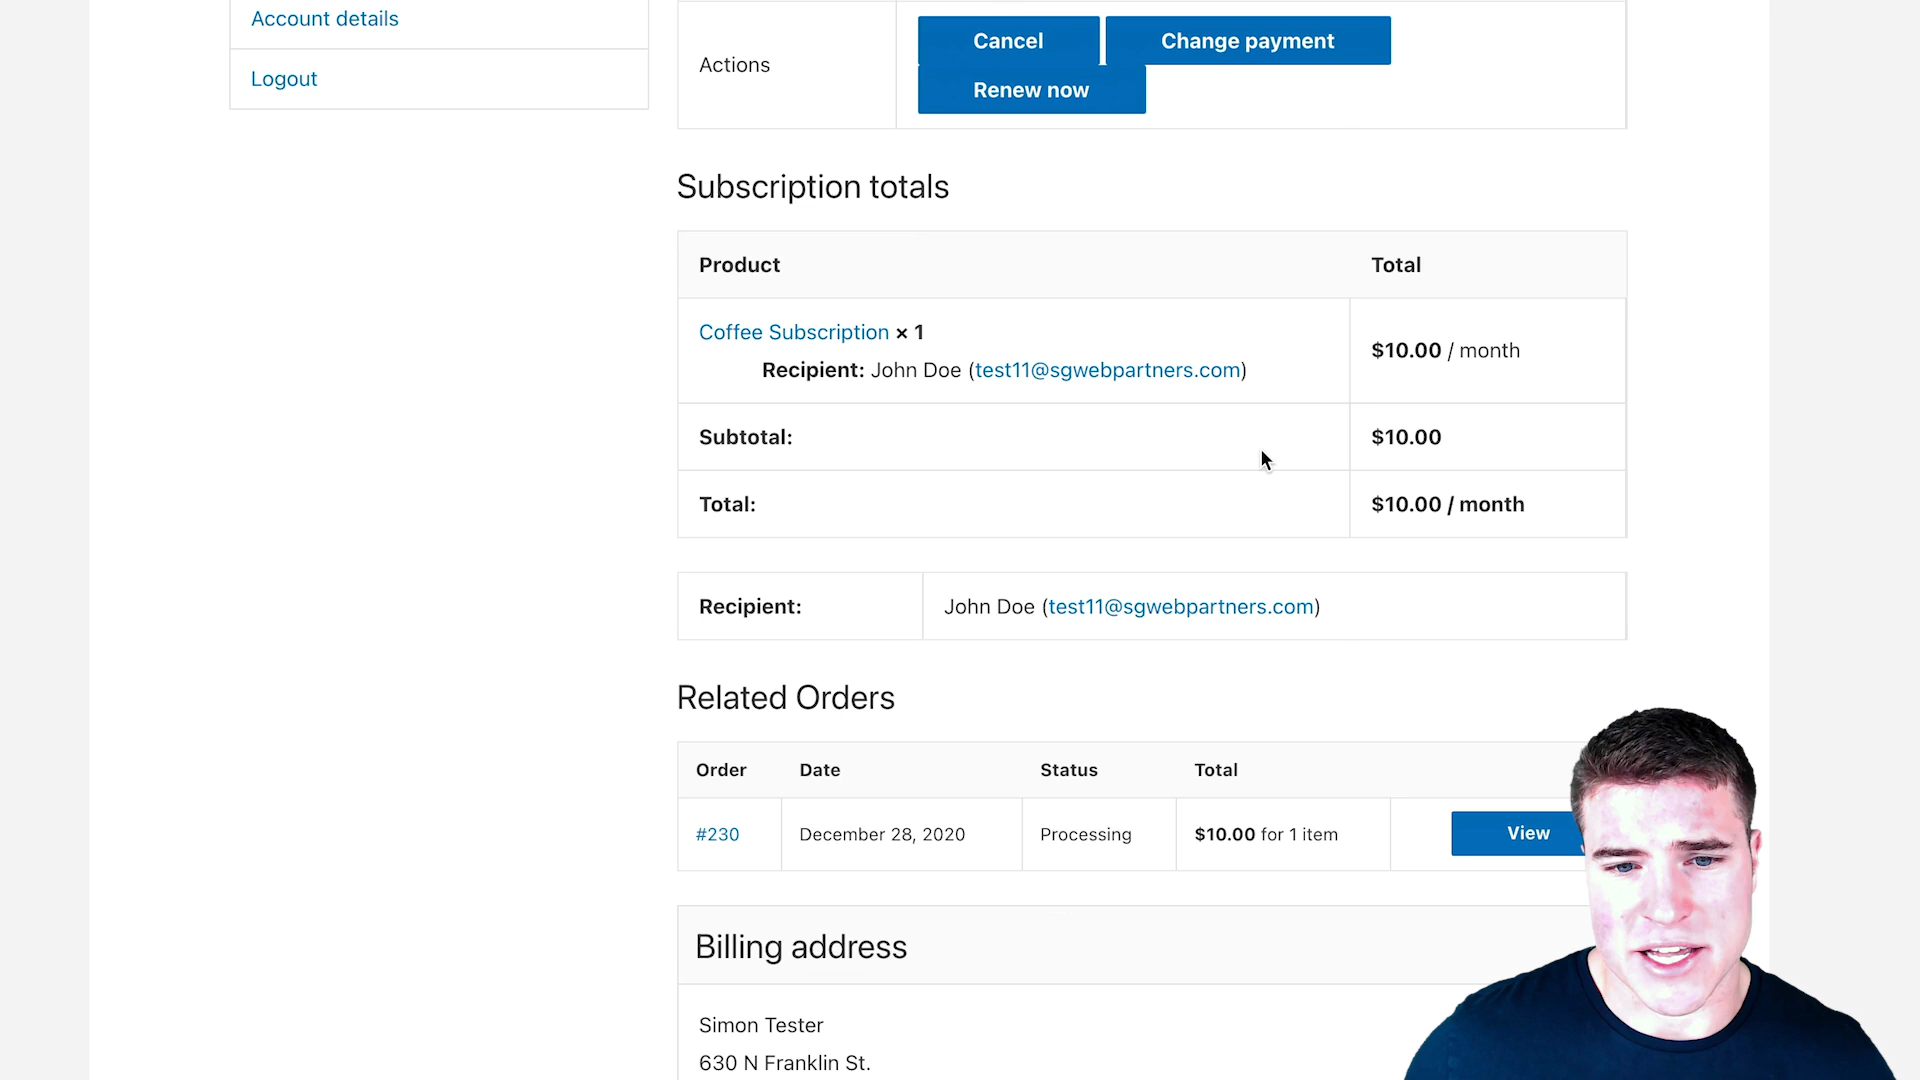 Account details
Logout
Actions
Cancel
Change payment
Renew now
Subscription totals
Product Total
Coffee Subscription × 1
Recipient: John Doe (test11@sgwebpartners.com)
$10.00 / month
Subtotal: $10.00
Total: $10.00 / month
Recipient: John Doe (test11@sgwebpartners.com)
Related Orders
Order Date Status Total
#230 December 28, 2020 Processing $10.00 for 1 item View
Billing address
Simon Tester
630 N Franklin St.